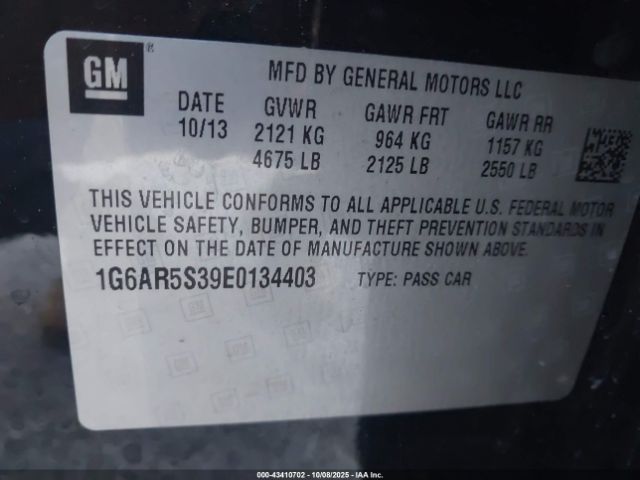 GM®
MFD BY GENERAL MOTORS LLC
DATE GVWR GAWR FRT GAWR RR
10/13 2121 KG 964 KG 1157 KG
4675 LB 2125 LB 2550 LB
THIS VEHICLE CONFORMS TO ALL APPLICABLE U.S. FEDERAL MOTOR
VEHICLE SAFETY, BUMPER, AND THEFT PREVENTION STANDARDS IN
EFFECT ON THE DATE OF MANUFACTURE SHOWN ABOVE.
1G6AR5S39E0134403 TYPE: PASS CAR
000-43410702 - 10/08/2025 - IAA Inc.